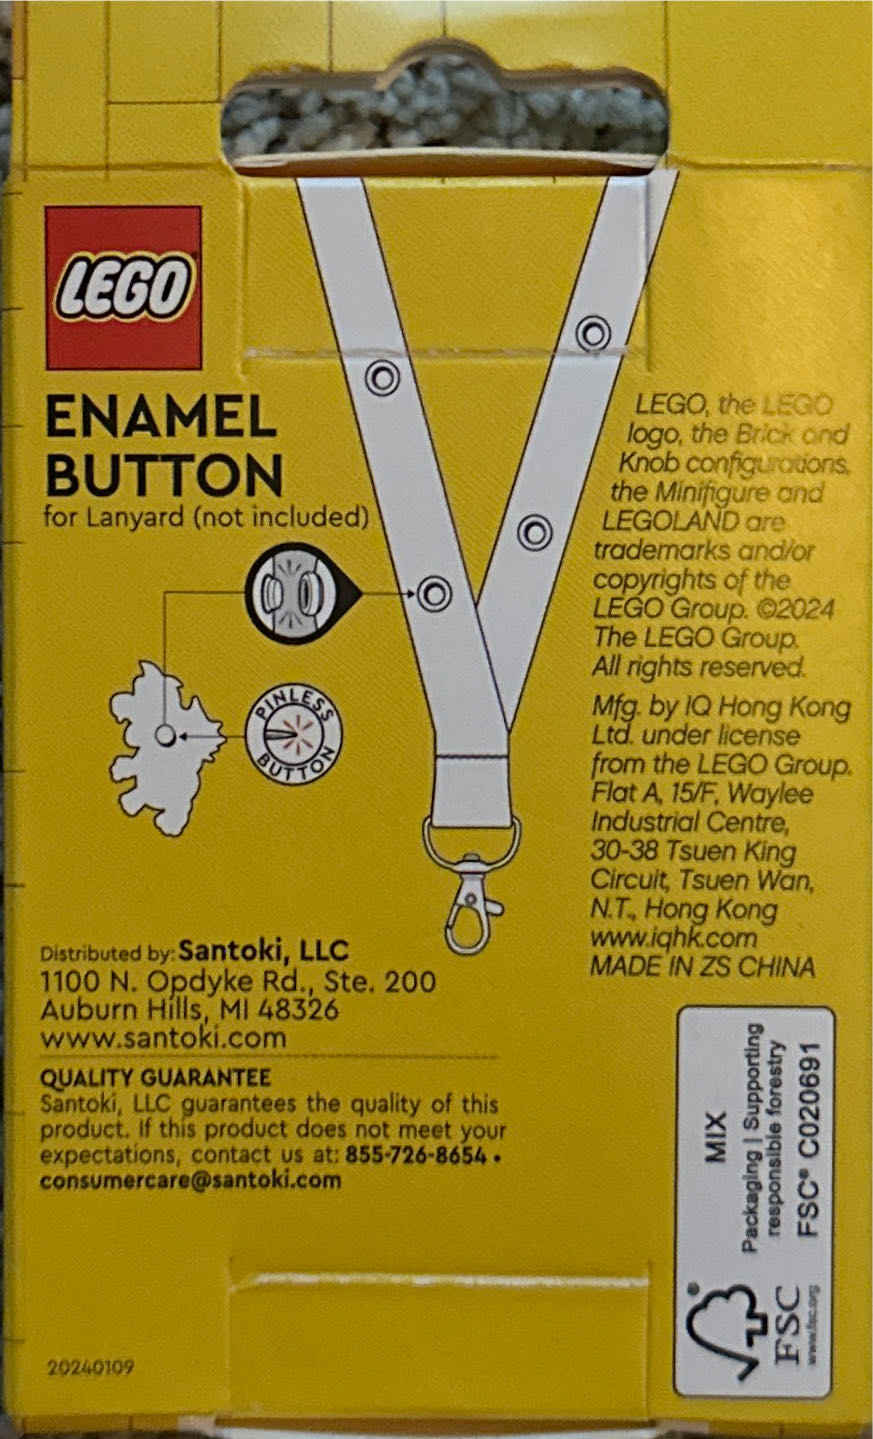 LEGO
ENAMEL
BUTTON
for Lanyard (not included)
PINLESS
BUTTON
LEGO, the LEGO
logo, the Brick and
Knob configurations,
the Minifigure and
LEGOLAND are
trademarks and/or
copyrights of the
LEGO Group. ©2024
The LEGO Group.
All rights reserved.
Mfg. by IQ Hong Kong
Ltd. under license
from the LEGO Group.
Flat A, 15/F, Waylee
Industrial Centre,
30-38 Tsuen King
Circuit, Tsuen Wan,
N.T., Hong Kong
www.iqhk.com
MADE IN ZS CHINA
Distributed by: Santoki, LLC
1100 N. Opdyke Rd., Ste. 200
Auburn Hills, MI 48326
www.santoki.com
QUALITY GUARANTEE
Santoki, LLC guarantees the quality of this
product. If this product does not meet your
expectations, contact us at: 855-726-8654 •
consumercare@santoki.com
20240109
MIX
Packaging | Supporting
responsible forestry
FSC® C020691
®
FSC
www.fsc.org